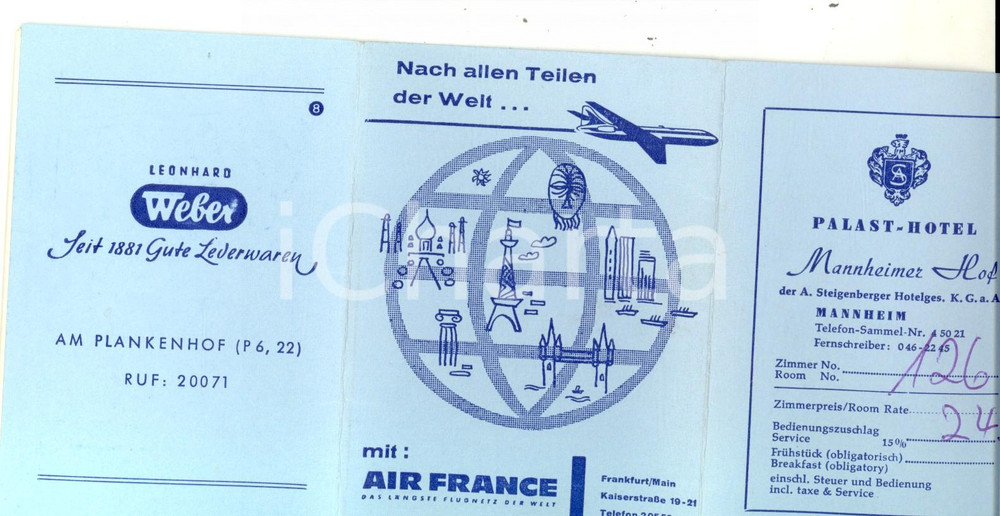 8
LEONHARD
Weber
Seit 1881 Gute Lederwaren
AM PLANKENHOF (P 6, 22)
RUF: 20071
Nach allen Teilen
der Welt ...
mit:
AIR FRANCE
DAS LÄNGSTE FLUGNETZ DER WELT
Frankfurt/Main
Kaiserstraße 19-21
Telefon
SA
PALAST-HOTEL
Mannheimer Hof
der A. Steigenberger Hotelges. K. G. a. A
MANNHEIM
Telefon-Sammel-Nr. 4 50 21
Fernschreiber: 046-2245
Zimmer No.
Room No. 126
Zimmerpreis/Room Rate 24
Bedienungszuschlag
Service 15%
Frühstück (obligatorisch)
Breakfast (obligatory)
einschl. Steuer und Bedienung
incl. taxe & Service
iCharta